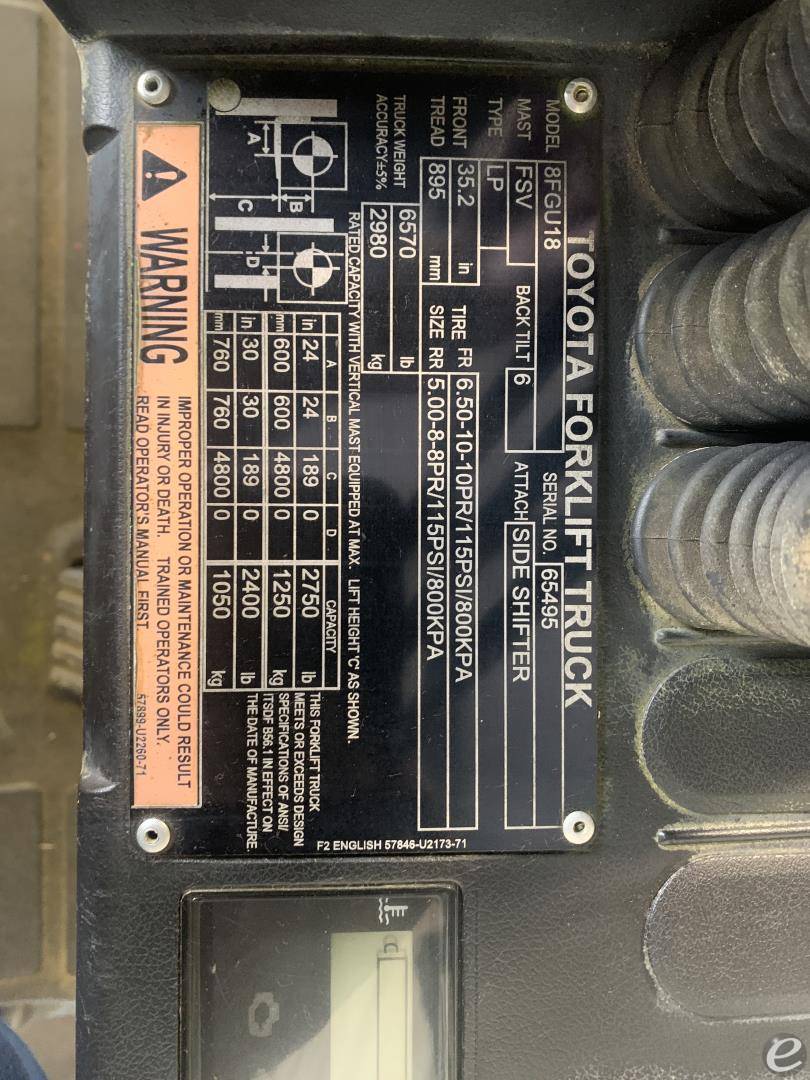 TOYOTA FORKLIFT TRUCK
MODEL 8FGU18 SERIAL NO. 65495
MAST FSV BACK TILT 6 ATTACH SIDE SHIFTER
TYPE LP
FRONT 35.2 in TIRE FR 6.50-10-10PR/115PSI/800KPA
TREAD 895 mm SIZE RR 5.00-8-8PR/115PSI/800KPA
TRUCK WEIGHT 6570 lb
ACCURACY±5% 2980 kg
RATED CAPACITY WITH VERTICAL MAST EQUIPPED AT MAX. LIFT HEIGHT 'C' AS SHOWN.
A B C D CAPACITY
in 24 24 189 0 2750 lb
mm 600 600 4800 0 1250 kg
in 30 30 189 0 2400 lb
mm 760 760 4800 0 1050 kg
A B C D
THIS FORKLIFT TRUCK
MEETS OR EXCEEDS DESIGN
SPECIFICATIONS OF ANSI/
ITSDF B56.1 IN EFFECT ON
THE DATE OF MANUFACTURE
F2 ENGLISH 57846-U2173-71
WARNING
IMPROPER OPERATION OR MAINTENANCE COULD RESULT
IN INJURY OR DEATH. TRAINED OPERATORS ONLY.
READ OPERATOR'S MANUAL FIRST.
57899-U2260-71
C
e